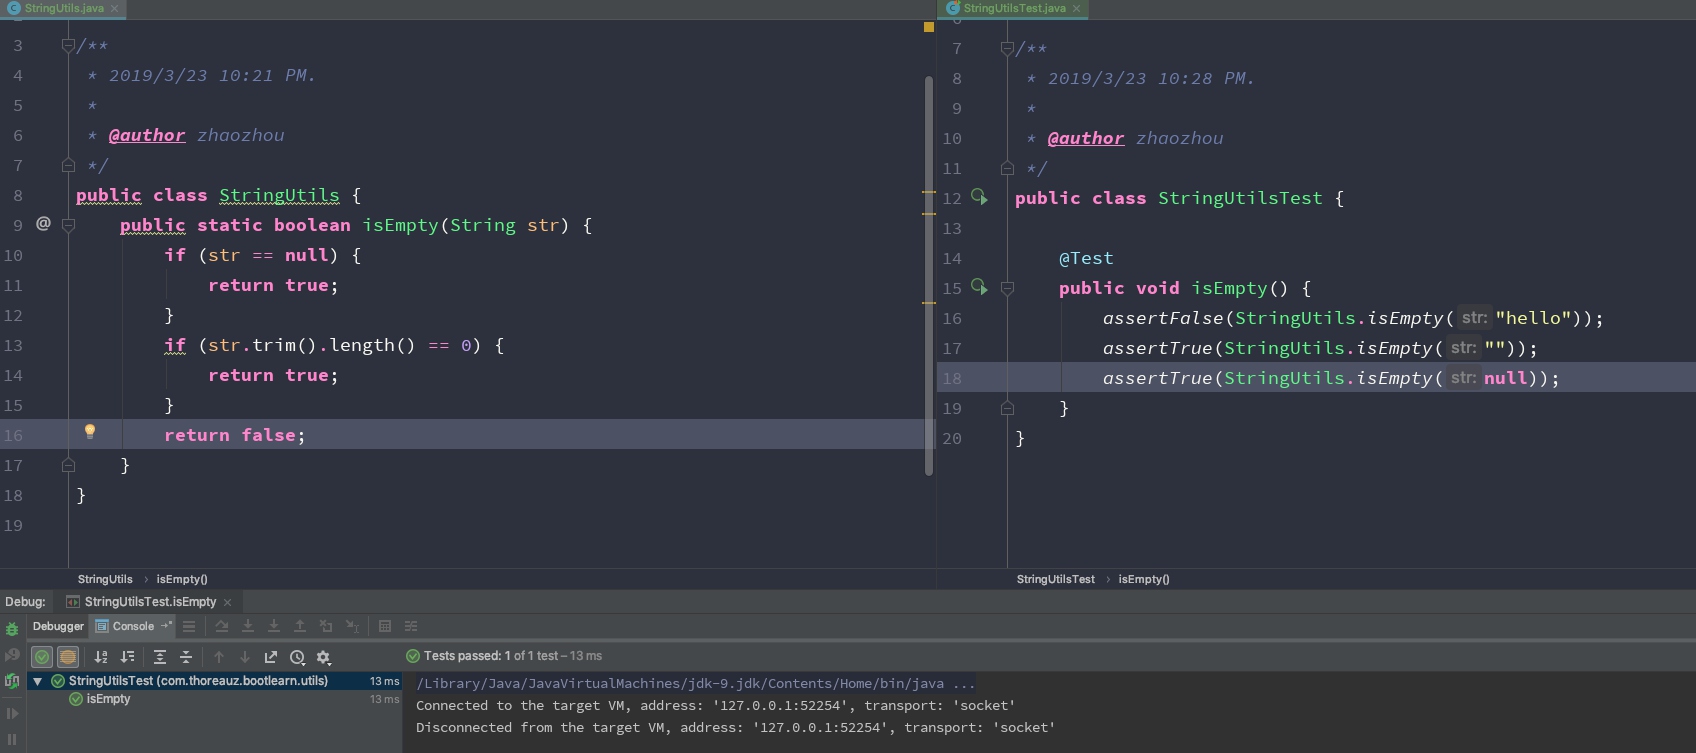 StringUtils.java
3 /**
4 * 2019/3/23 10:21 PM.
5 *
6 * @author zhaozhou
7 */
8 public class StringUtils {
9 @ public static boolean isEmpty(String str) {
10 if (str == null) {
11 return true;
12 }
13 if (str.trim().length() == 0) {
14 return true;
15 }
16 return false;
17 }
18 }
19
StringUtils › isEmpty()
StringUtilsTest.java
7 /**
8 * 2019/3/23 10:28 PM.
9 *
10 * @author zhaozhou
11 */
12 public class StringUtilsTest {
13
14 @Test
15 public void isEmpty() {
16 assertFalse(StringUtils.isEmpty( str: "hello"));
17 assertTrue(StringUtils.isEmpty( str: ""));
18 assertTrue(StringUtils.isEmpty( str: null));
19 }
20 }
StringUtilsTest › isEmpty()
Debug: StringUtilsTest.isEmpty
Debugger Console
Tests passed: 1 of 1 test – 13 ms
StringUtilsTest (com.thoreauz.bootlearn.utils) 13 ms
isEmpty 13 ms
/Library/Java/JavaVirtualMachines/jdk-9.jdk/Contents/Home/bin/java ...
Connected to the target VM, address: '127.0.0.1:52254', transport: 'socket'
Disconnected from the target VM, address: '127.0.0.1:52254', transport: 'socket'